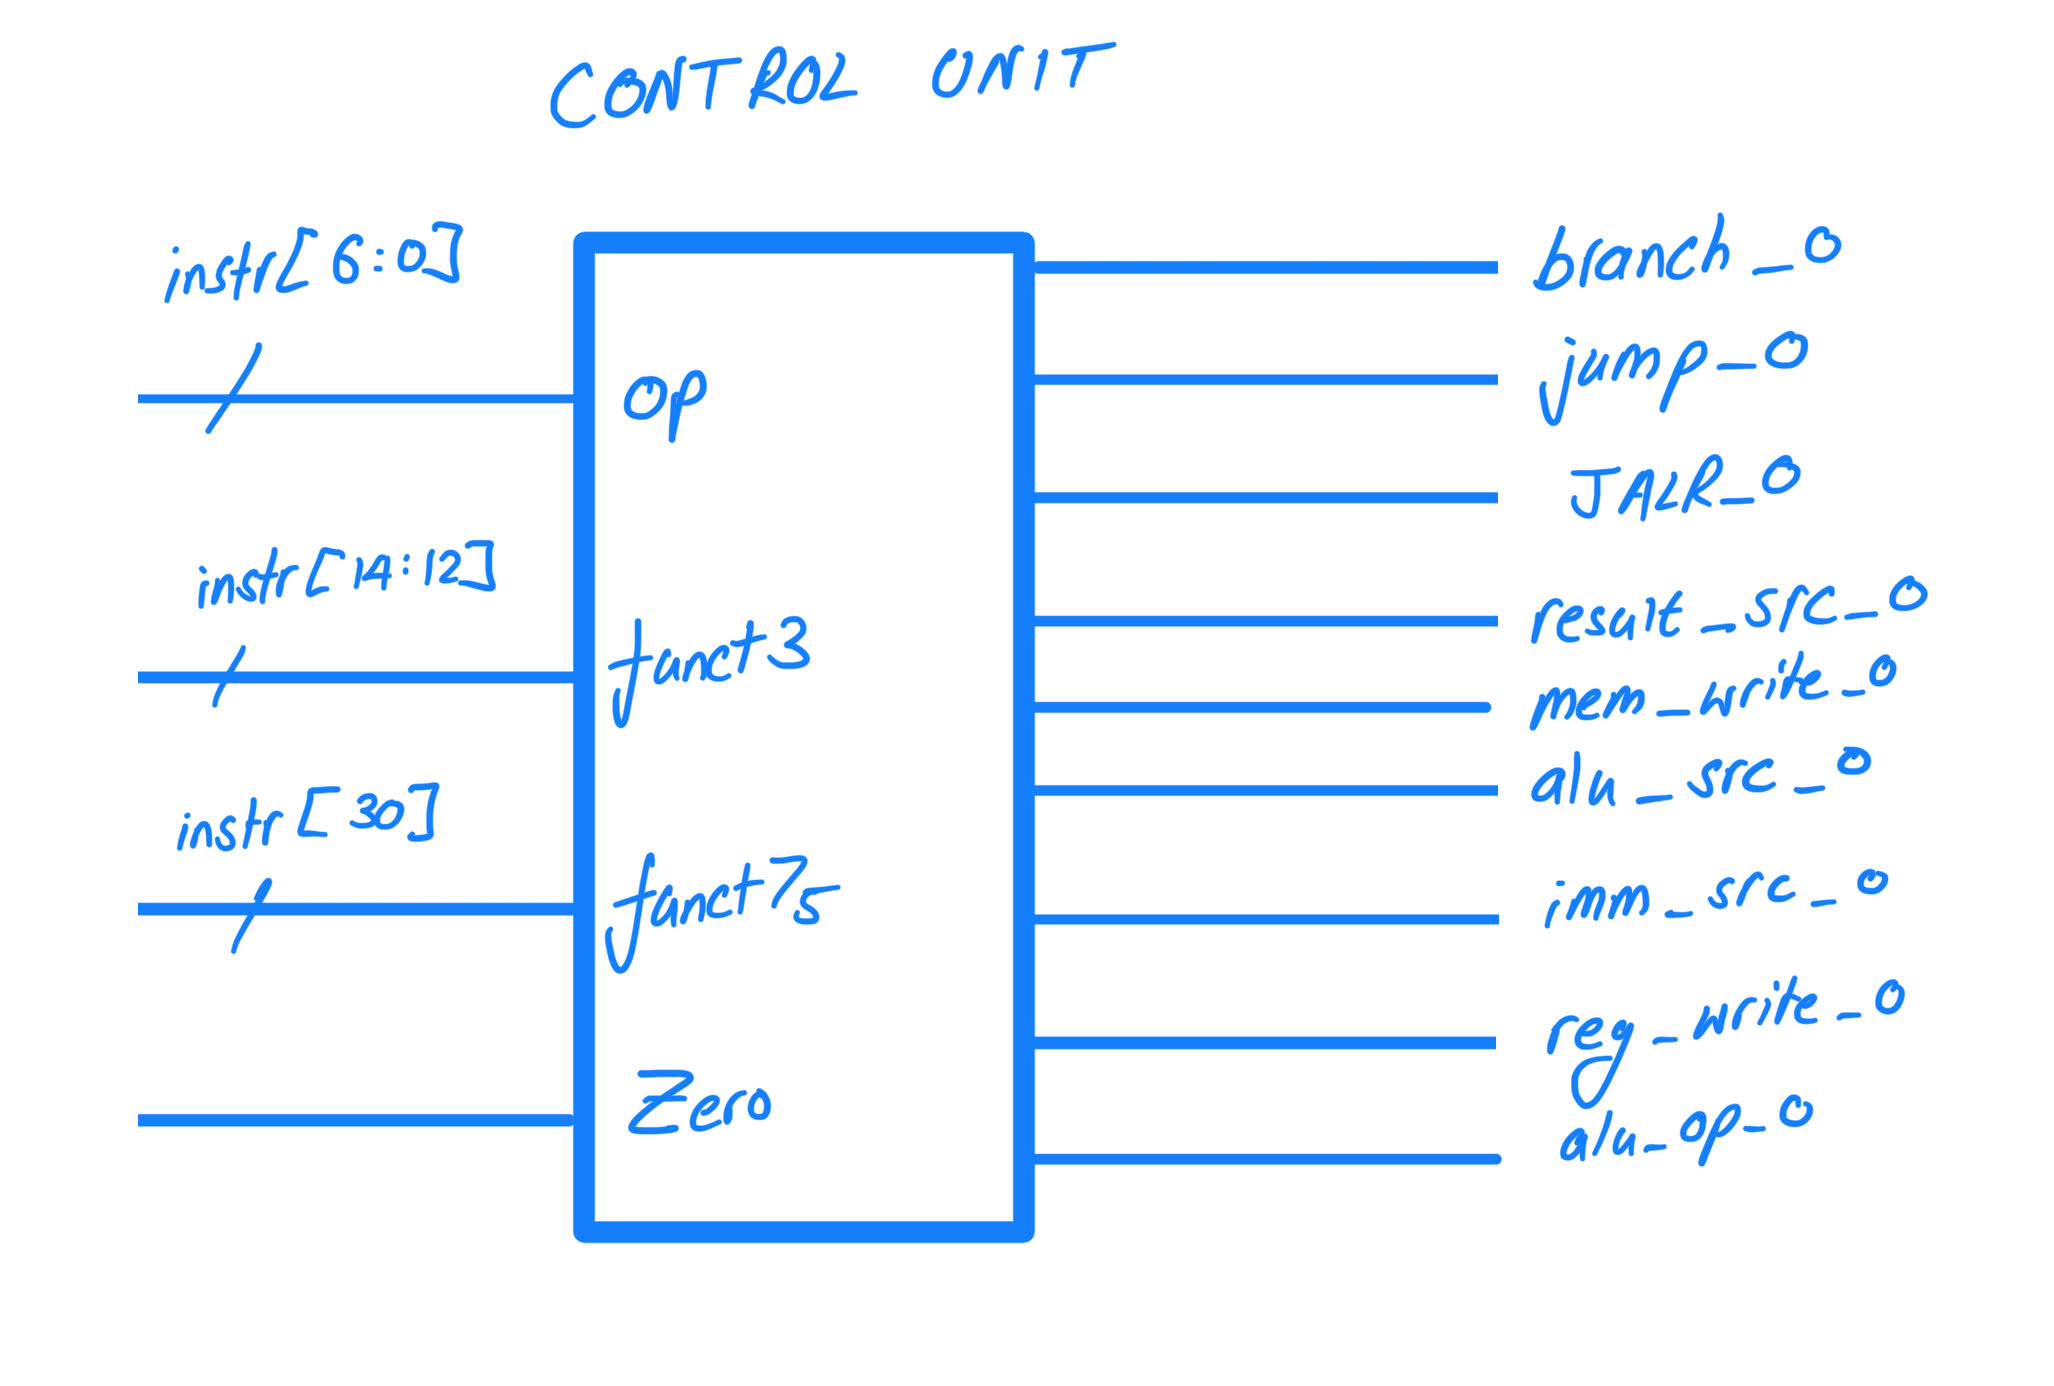 CONTROL UNIT
instr[6:0]
op
instr[14:12]
funct3
instr[30]
funct75
Zero
branch_o
jump_o
JALR_o
result_src_o
mem_write_o
alu_src_o
imm_src_o
reg_write_o
alu_op_o